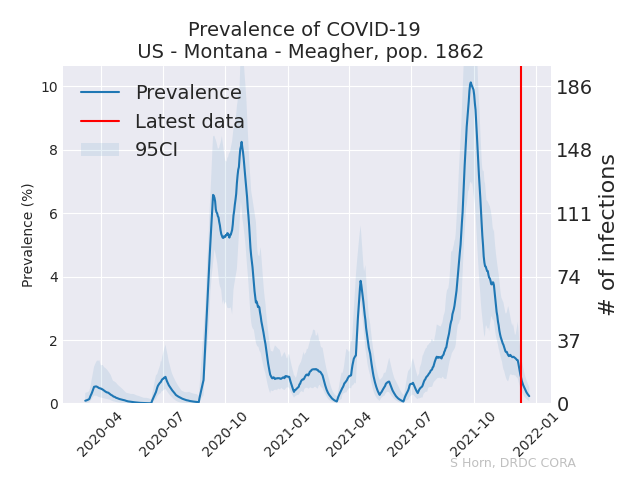 Prevalence of COVID-19
US - Montana - Meagher, pop. 1862
Prevalence
Latest data
95CI
Prevalence (%)
10
8
6
4
2
0
186
148
111
74
37
0
# of infections
2020-04
2020-07
2020-10
2021-01
2021-04
2021-07
2021-10
2022-01
S Horn, DRDC CORA